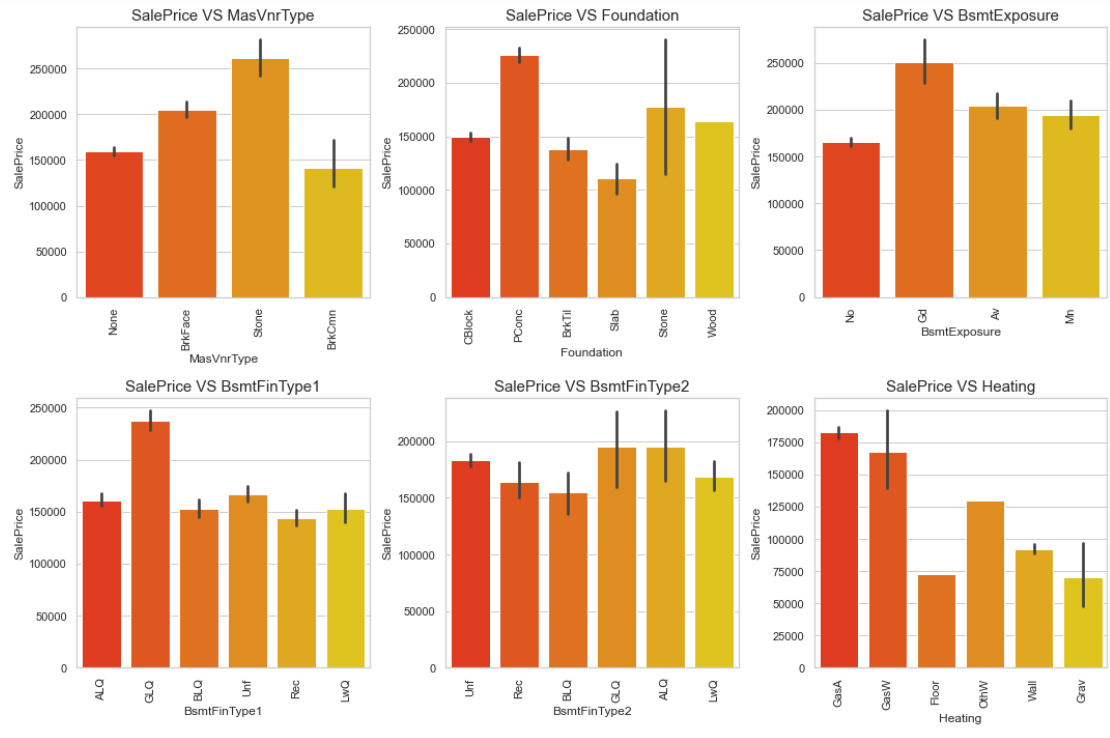 SalePrice VS MasVnrType
SalePrice
250000
200000
150000
100000
50000
0
None
BrkFace
Stone
BrkCmn
MasVnrType
SalePrice VS Foundation
SalePrice
250000
200000
150000
100000
50000
0
CBlock
PConc
BrkTil
Slab
Stone
Wood
Foundation
SalePrice VS BsmtExposure
SalePrice
250000
200000
150000
100000
50000
0
No
Gd
Av
Mn
BsmtExposure
SalePrice VS BsmtFinType1
SalePrice
250000
200000
150000
100000
50000
0
ALQ
GLQ
BLQ
Unf
Rec
LwQ
BsmtFinType1
SalePrice VS BsmtFinType2
SalePrice
200000
150000
100000
50000
0
Unf
Rec
BLQ
GLQ
ALQ
LwQ
BsmtFinType2
SalePrice VS Heating
SalePrice
200000
175000
150000
125000
100000
75000
50000
25000
0
GasA
GasW
Floor
OthW
Wall
Grav
Heating